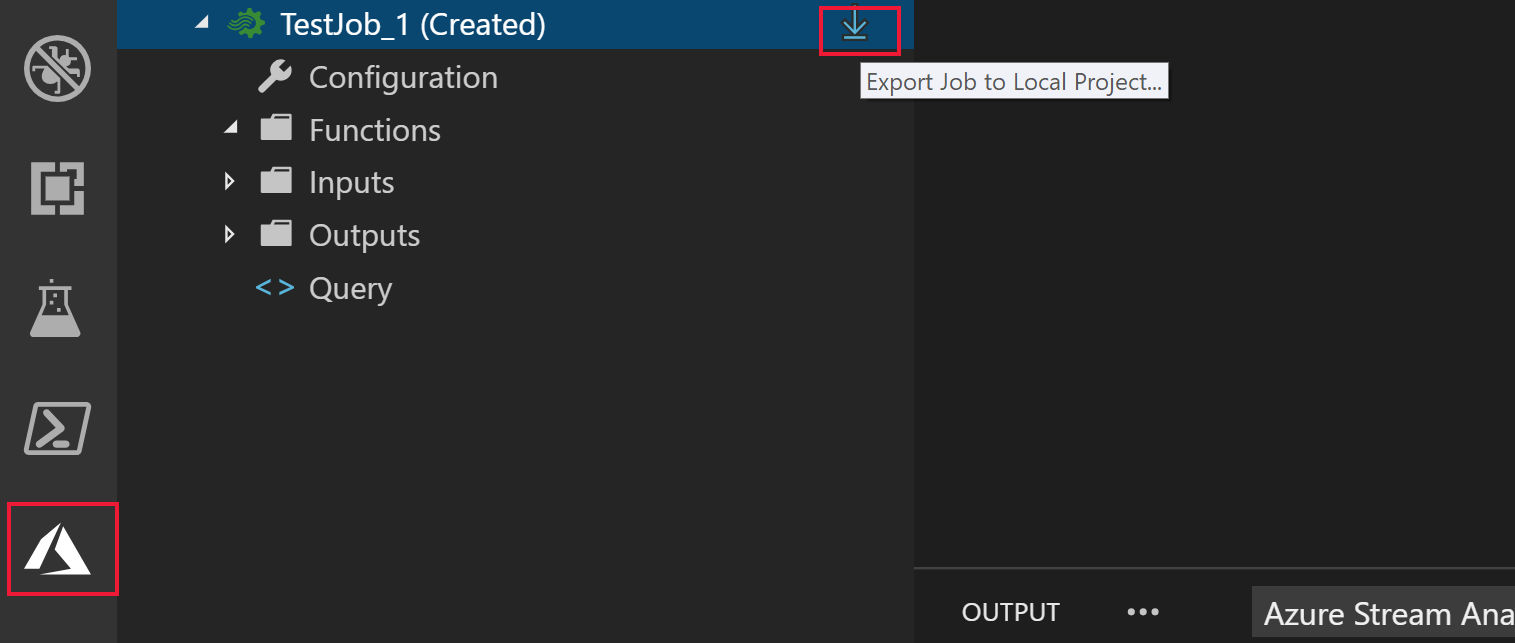 TestJob_1 (Created)
Export Job to Local Project...
Configuration
Functions
Inputs
Outputs
Query
OUTPUT
Azure Stream Ana